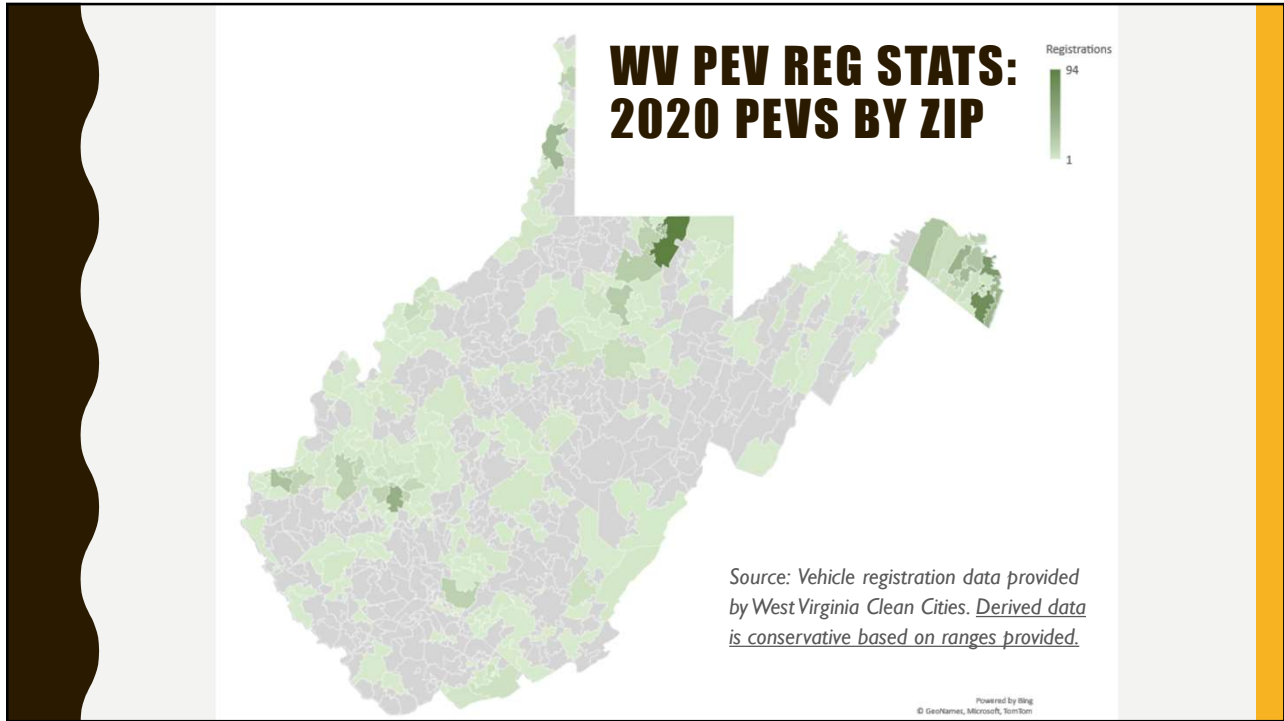 WV PEV REG STATS:
2020 PEVS BY ZIP
Registrations
94
1
Source: Vehicle registration data provided
by West Virginia Clean Cities. Derived data
is conservative based on ranges provided.
Powered by Bing
© GeoNames, Microsoft, TomTom